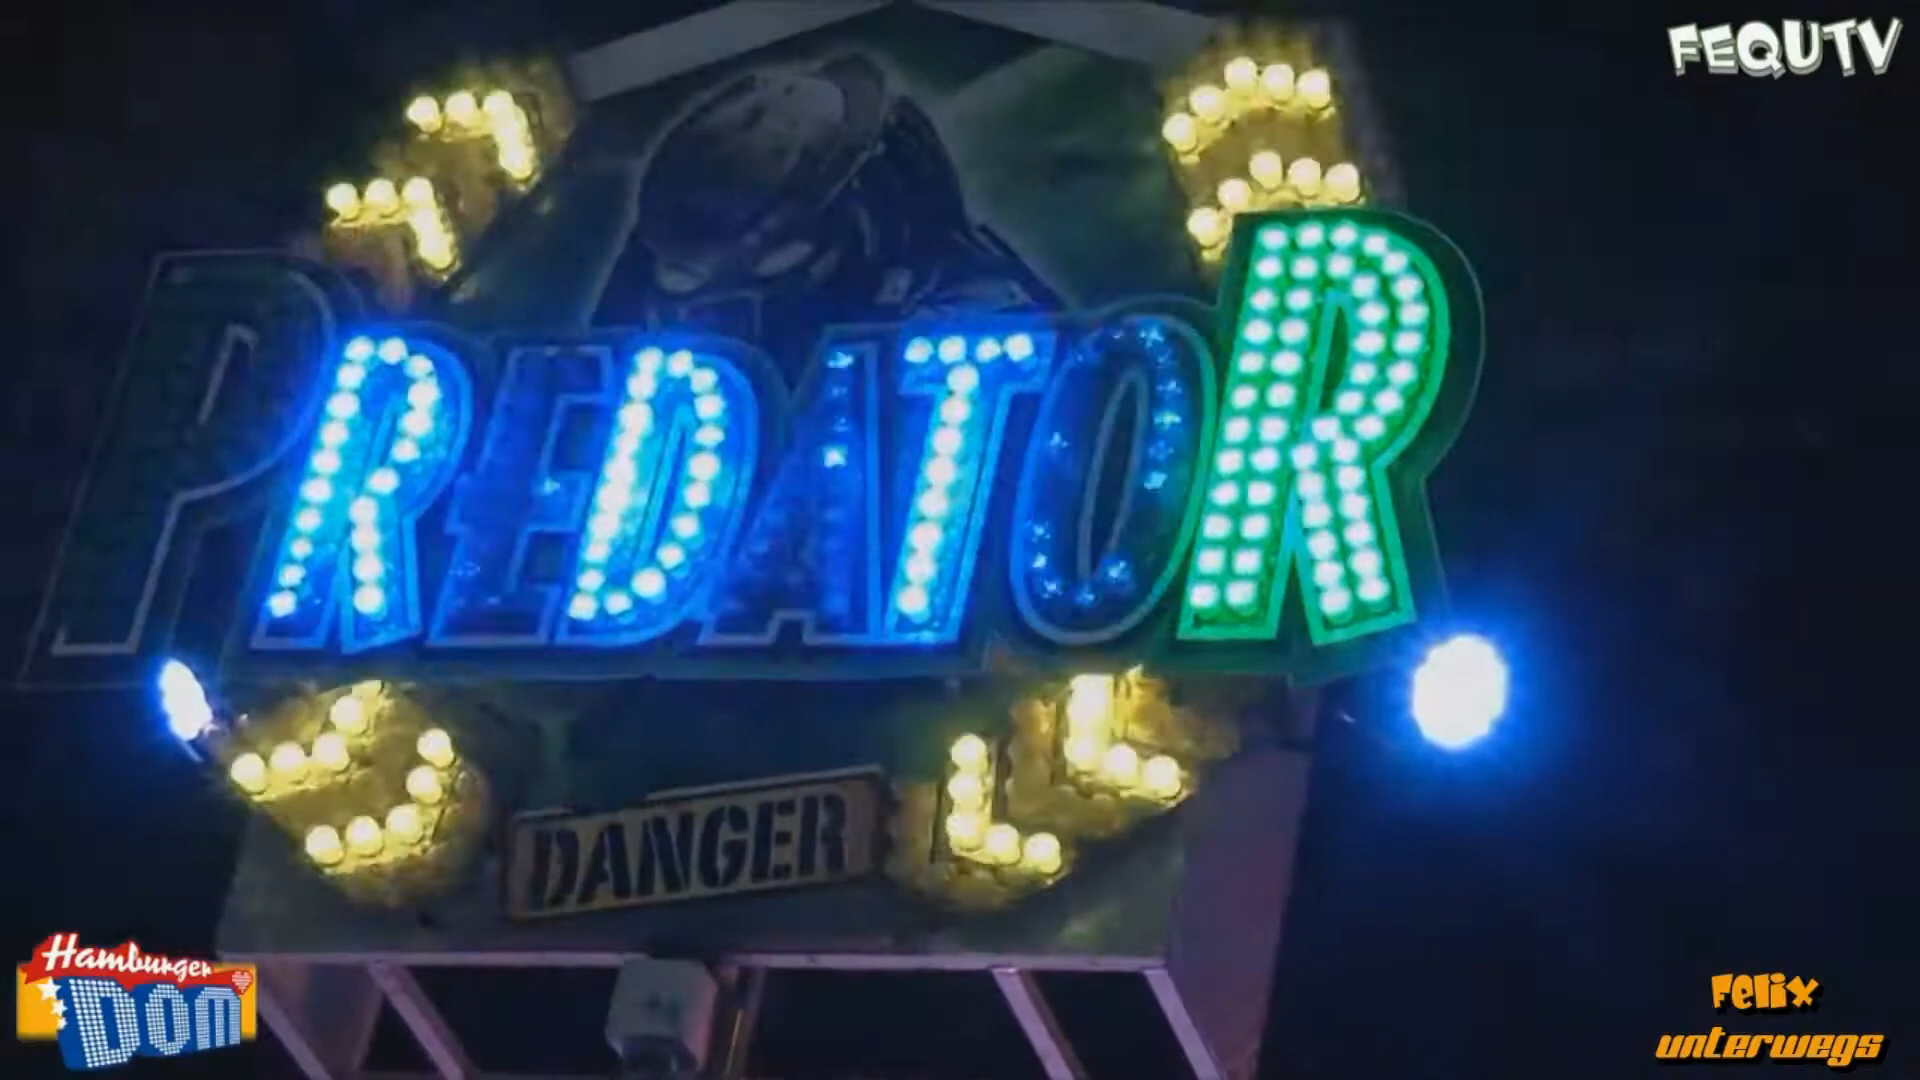 FEQUTV
PREDATOR
DANGER
Hamburger
DOM
Felix
unterwegs